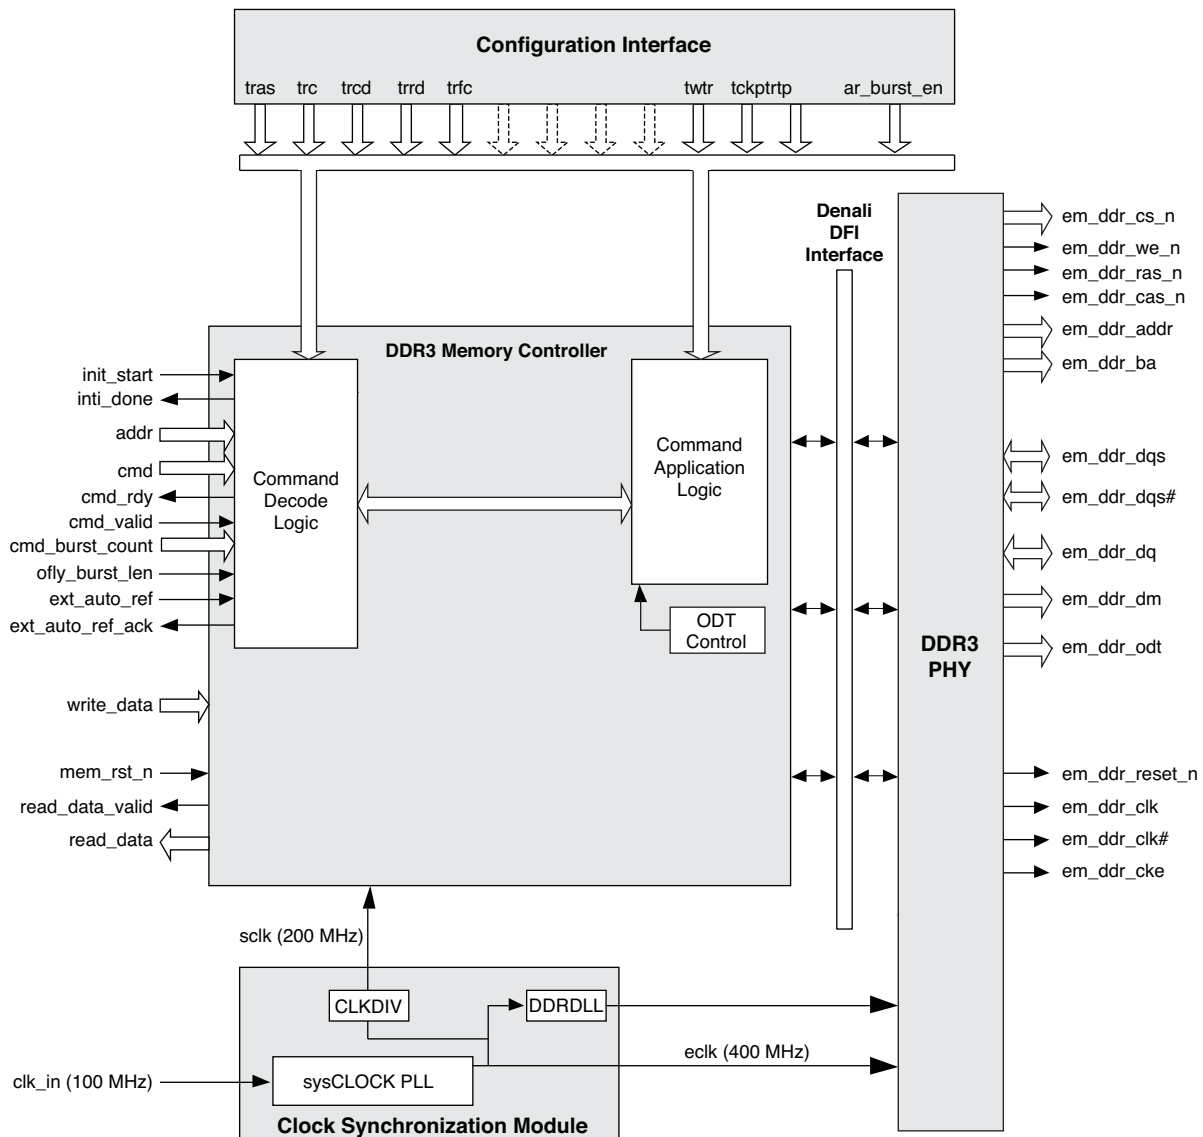 Configuration Interface
tras trc trcd trrd trfc twtr tckptrtp ar_burst_en
Denali
DFI
Interface
em_ddr_cs_n
em_ddr_we_n
em_ddr_ras_n
em_ddr_cas_n
em_ddr_addr
em_ddr_ba
em_ddr_dqs
em_ddr_dqs#
em_ddr_dq
em_ddr_dm
em_ddr_odt
em_ddr_reset_n
em_ddr_clk
em_ddr_clk#
em_ddr_cke
DDR3
PHY
DDR3 Memory Controller
init_start
inti_done
addr
cmd
cmd_rdy
cmd_valid
cmd_burst_count
ofly_burst_len
ext_auto_ref
ext_auto_ref_ack
write_data
mem_rst_n
read_data_valid
read_data
Command
Decode
Logic
Command
Application
Logic
ODT
Control
sclk (200 MHz)
CLKDIV
DDRDLL
eclk (400 MHz)
clk_in (100 MHz)
sysCLOCK PLL
Clock Synchronization Module